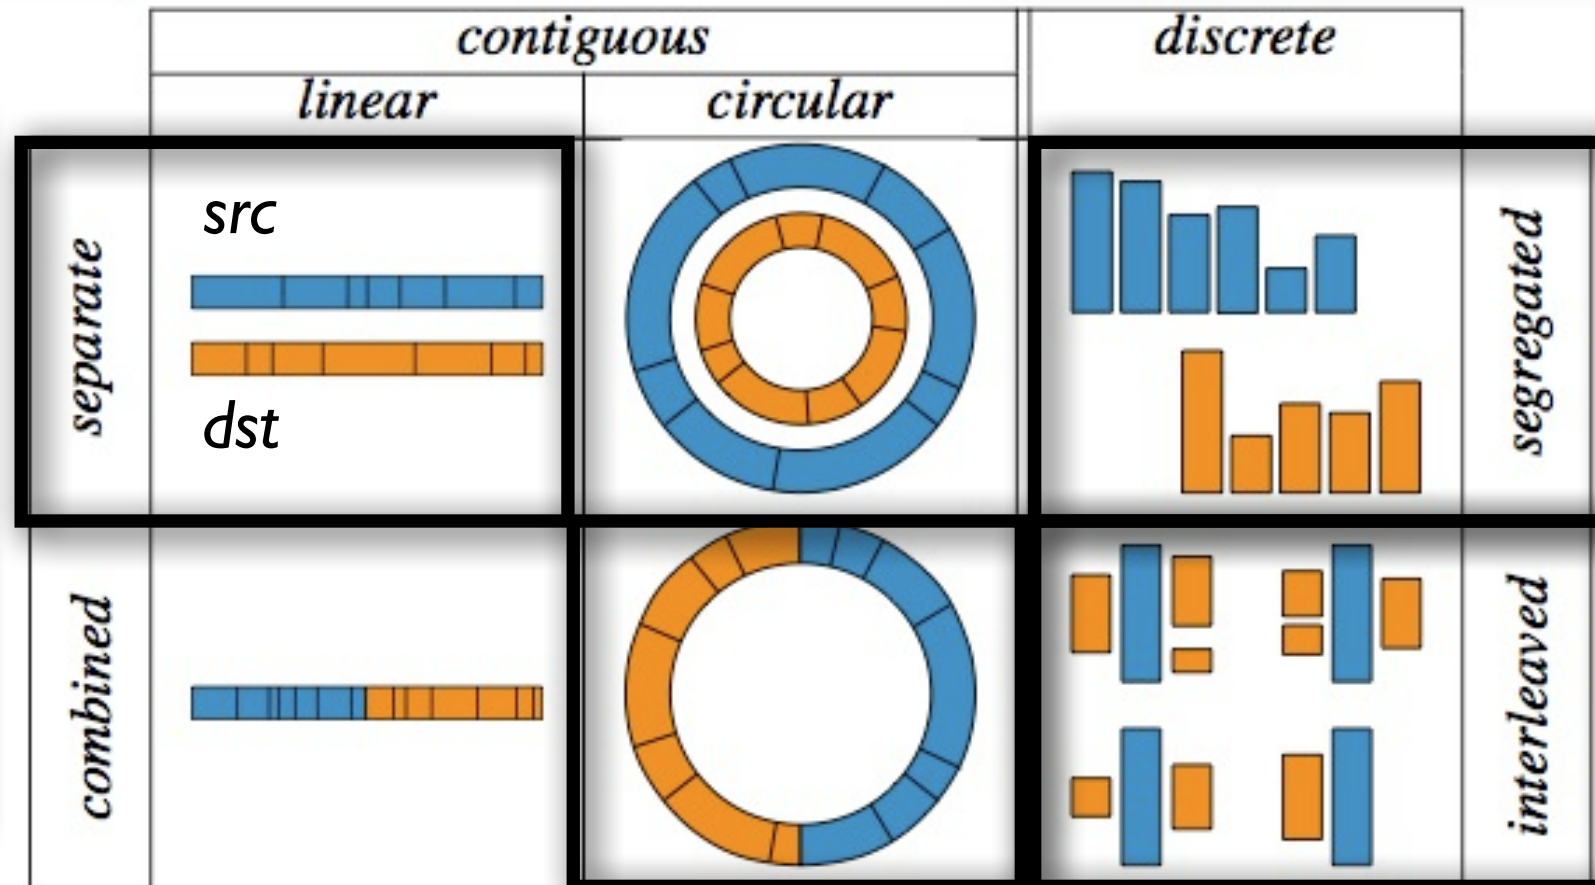 contiguous
discrete
linear
circular
separate
src
dst
segregated
combined
interleaved